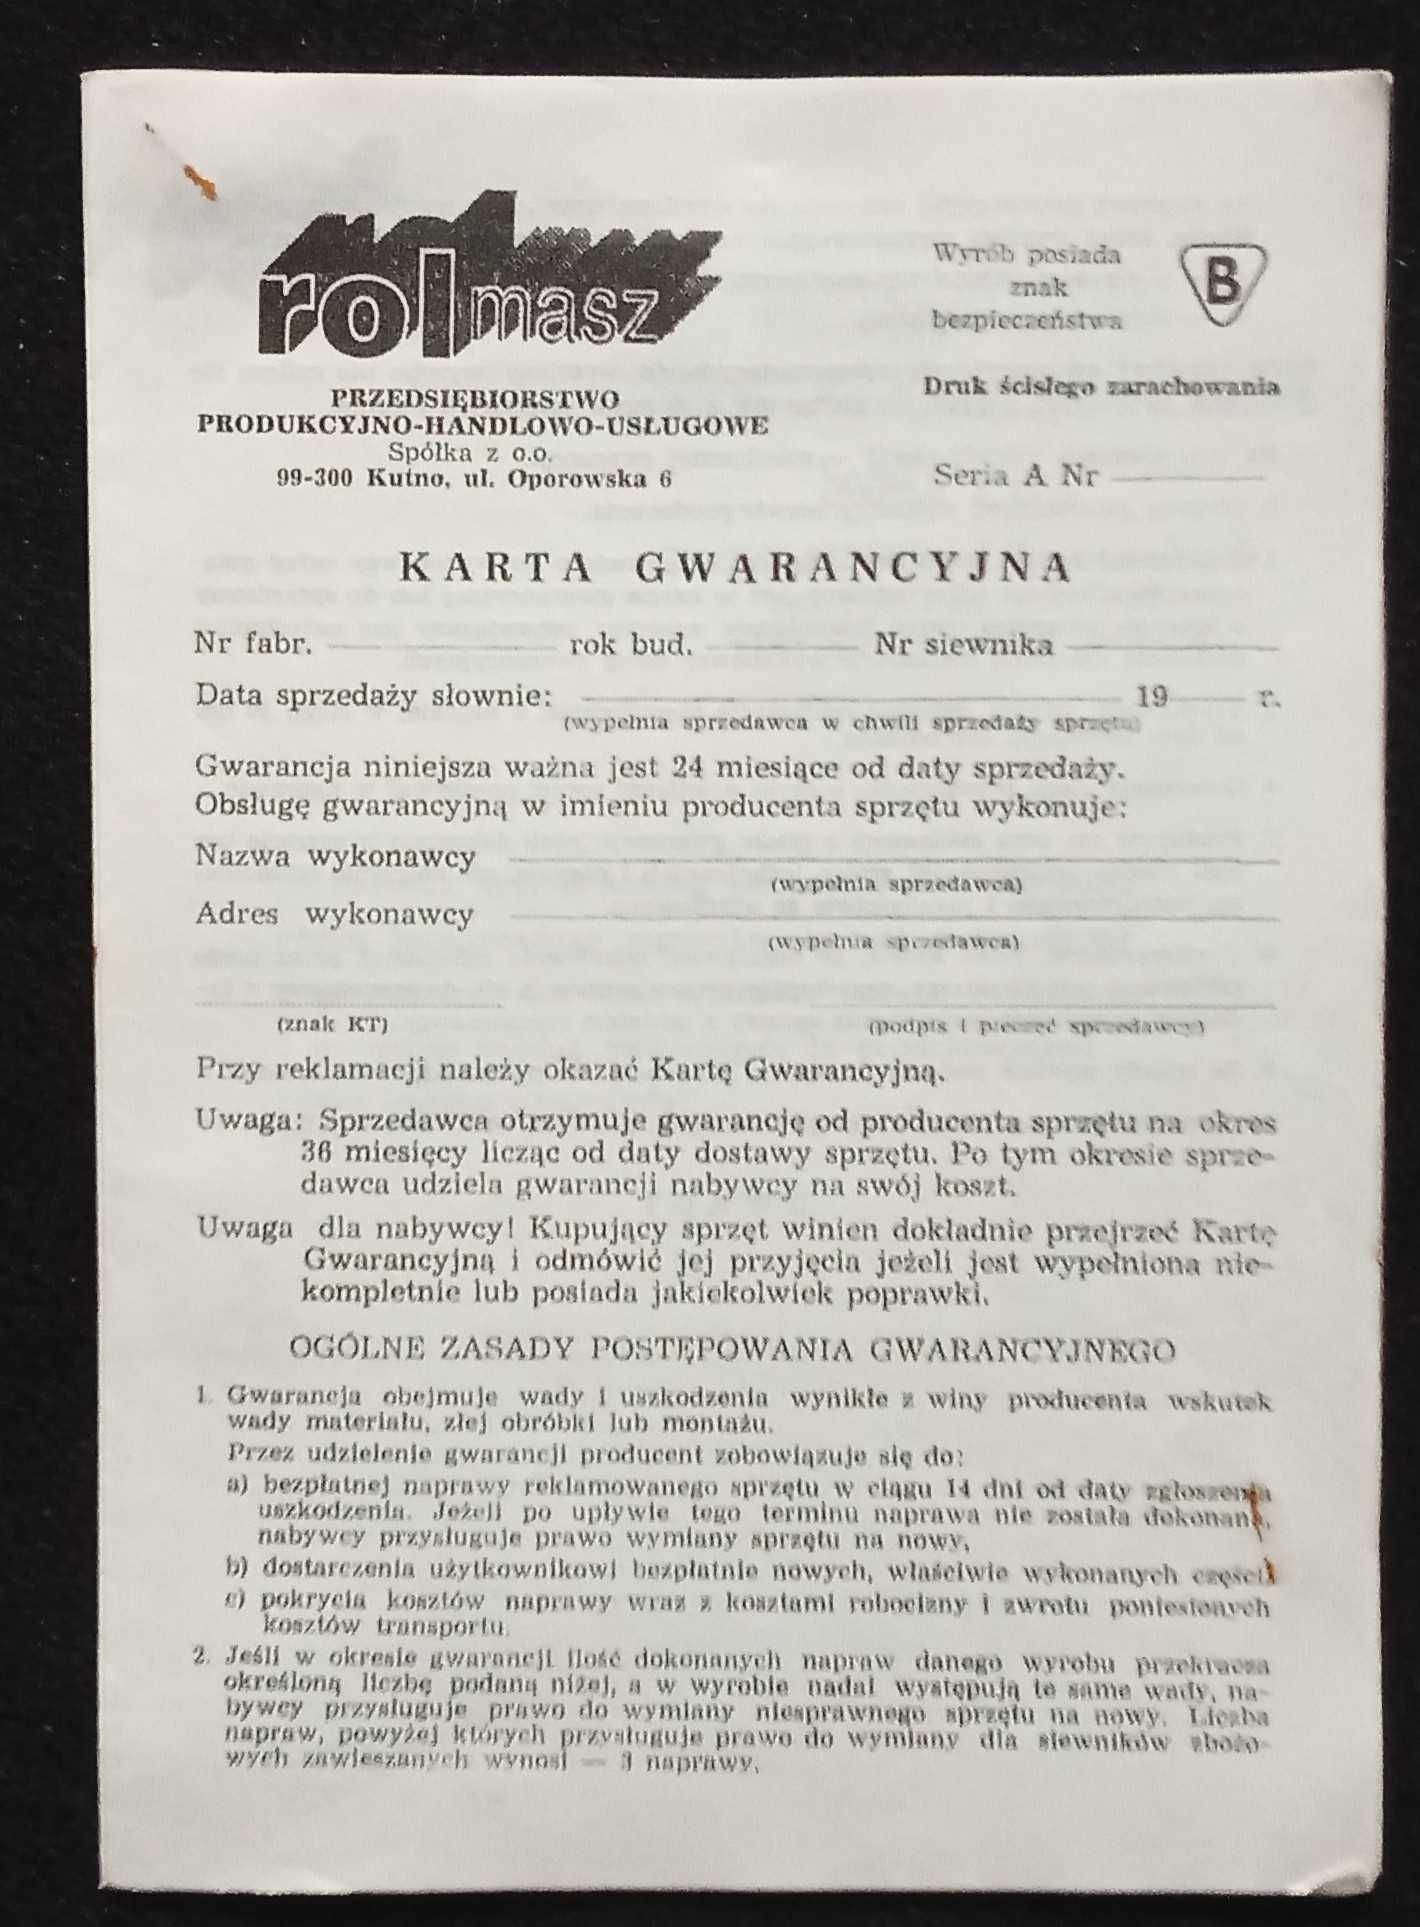 rolmasz
PRZEDSIĘBIORSTWO
PRODUKCYJNO-HANDLOWO-USŁUGOWE
Spółka z o.o.
99-300 Kutno, ul. Oporowska 6
Wyrób posiada
znak
bezpieczeństwa
B
Druk ścisłego zarachowania
Seria A Nr
KARTA GWARANCYJNA
Nr fabr. rok bud. Nr siewnika
Data sprzedaży słownie: 19 r.
(wypełnia sprzedawca w chwili sprzedaży sprzętu)
Gwarancja niniejsza ważna jest 24 miesiące od daty sprzedaży.
Obsługę gwarancyjną w imieniu producenta sprzętu wykonuje:
Nazwa wykonawcy
(wypełnia sprzedawca)
Adres wykonawcy
(wypełnia sprzedawca)
(znak KT) (podpis i pieczęć sprzedawcy)
Przy reklamacji należy okazać Kartę Gwarancyjną.
Uwaga: Sprzedawca otrzymuje gwarancję od producenta sprzętu na okres
36 miesięcy licząc od daty dostawy sprzętu. Po tym okresie sprze-
dawca udziela gwarancji nabywcy na swój koszt.
Uwaga dla nabywcy! Kupujący sprzęt winien dokładnie przejrzeć Kartę
Gwarancyjną i odmówić jej przyjęcia jeżeli jest wypełniona nie-
kompletnie lub posiada jakiekolwiek poprawki.
OGÓLNE ZASADY POSTĘPOWANIA GWARANCYJNEGO
1. Gwarancja obejmuje wady i uszkodzenia wynikłe z winy producenta wskutek
wady materiału, złej obróbki lub montażu.
Przez udzielenie gwarancji producent zobowiązuje się do:
a) bezpłatnej naprawy reklamowanego sprzętu w ciągu 14 dni od daty zgłoszenia
uszkodzenia. Jeżeli po upływie tego terminu naprawa nie została dokonana,
nabywcy przysługuje prawo wymiany sprzętu na nowy,
b) dostarczenia użytkownikowi bezpłatnie nowych, właściwie wykonanych części
c) pokrycia kosztów naprawy wraz z kosztami robocizny i zwrotu poniesionych
kosztów transportu.
2. Jeśli w okresie gwarancji ilość dokonanych napraw danego wyrobu przekracza
określoną liczbę podaną niżej, a w wyrobie nadal występują te same wady, na-
bywcy przysługuje prawo do wymiany niesprawnego sprzętu na nowy. Liczba
napraw, powyżej których przysługuje prawo do wymiany dla siewników zbożo-
wych zawieszanych wynosi — 3 naprawy.